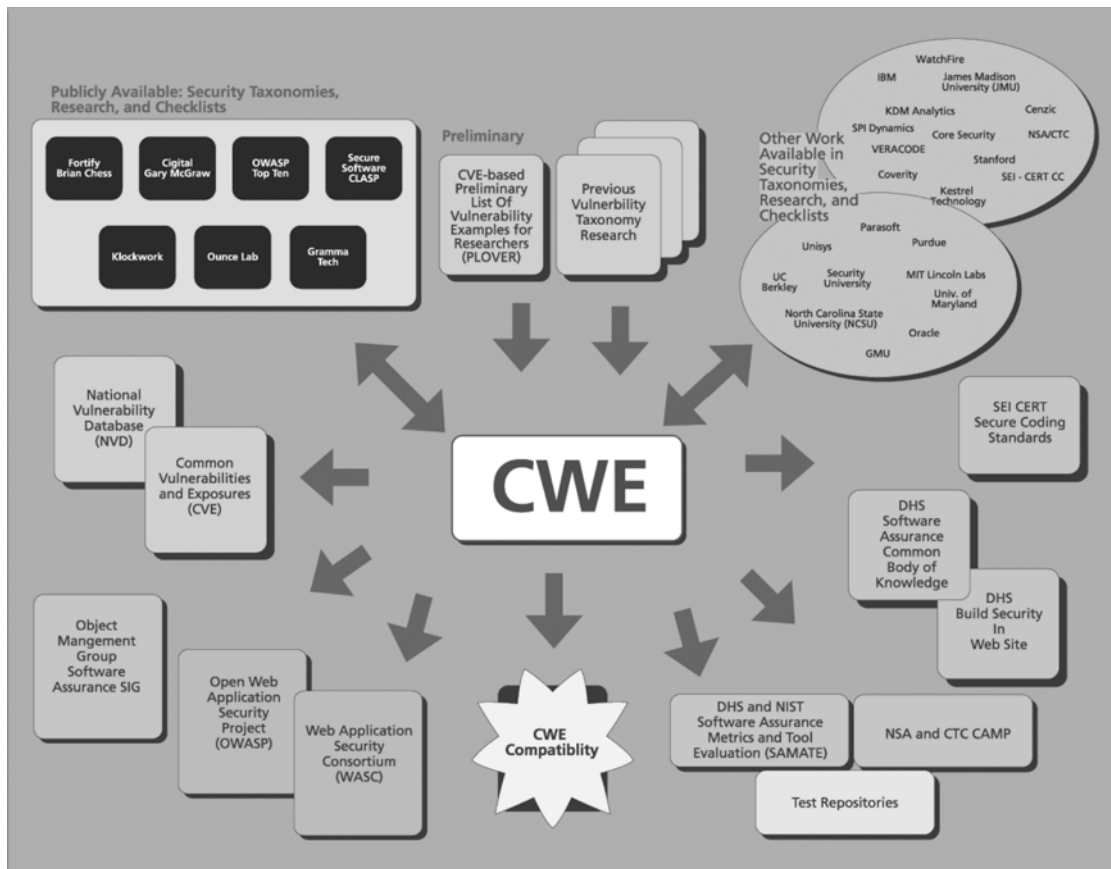 Publicly Available: Security Taxonomies,
Research, and Checklists
Fortify
Brian Chess
Cigital
Gary McGraw
OWASP
Top Ten
Secure
Software
CLASP
Klockwork
Ounce Lab
Gramma
Tech
Preliminary
CVE-based
Preliminary
List Of
Vulnerability
Examples for
Researchers
(PLOVER)
Previous
Vulnerbility
Taxonomy
Research
Other Work
Available in
Security
Taxonomies,
Research, and
Checklists
WatchFire
IBM
James Madison
University (JMU)
KDM Analytics
Cenzic
SPI Dynamics
Core Security
NSA/CTC
VERACODE
Stanford
Coverity
SEI - CERT CC
Kestrel
Technology
Parasoft
Unisys
Purdue
UC
Berkley
Security
University
MIT Lincoln Labs
Univ. of
Maryland
North Carolina State
University (NCSU)
Oracle
GMU
National
Vulnerability
Database
(NVD)
Common
Vulnerabilities
and Exposures
(CVE)
CWE
SEI CERT
Secure Coding
Standards
DHS
Software
Assurance
Common
Body of
Knowledge
DHS
Build Security
In
Web Site
Object
Mangement
Group
Software
Assurance SIG
Open Web
Application
Security
Project
(OWASP)
Web Application
Security
Consortium
(WASC)
CWE
Compatiblity
DHS and NIST
Software Assurance
Metrics and Tool
Evaluation (SAMATE)
NSA and CTC CAMP
Test Repositories